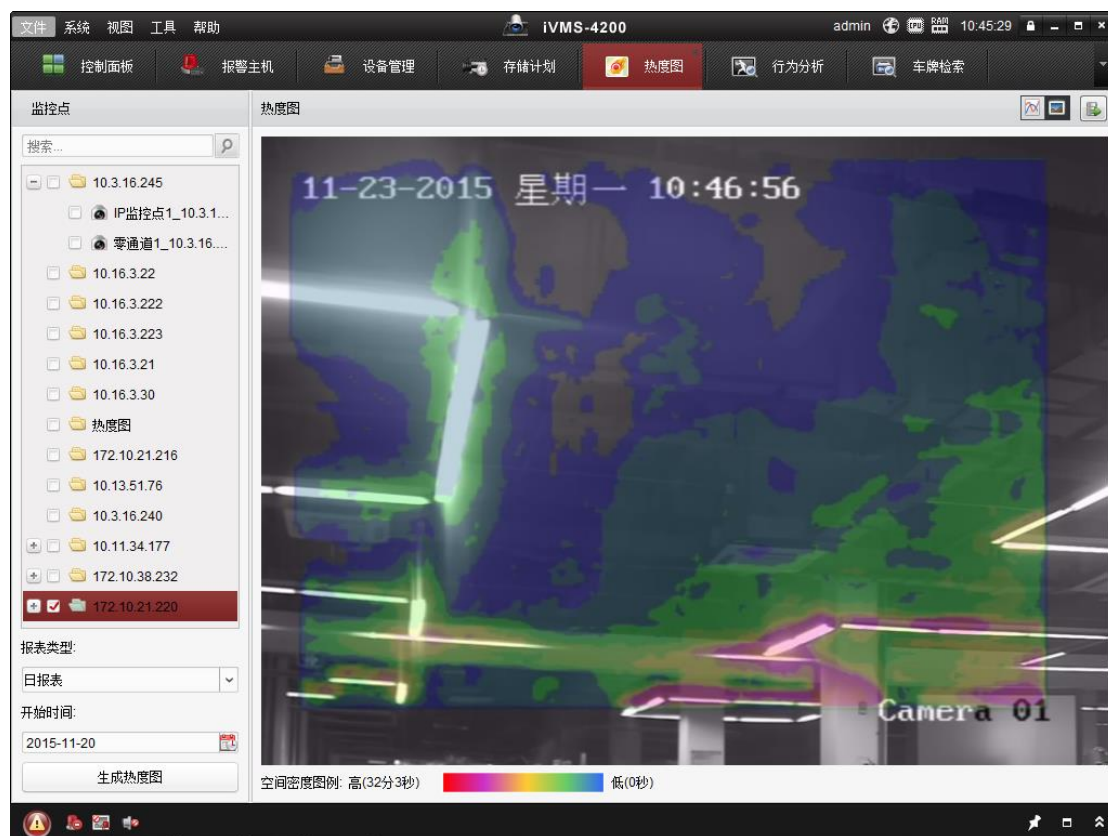 文件 系统 视图 工具 帮助 iVMS-4200 admin CPU RAM 10:45:29
控制面板 报警主机 设备管理 存储计划 热度图 行为分析 车牌检索
监控点
热度图
搜索...
11-23-2015 星期一 10:46:56
10.3.16.245
IP监控点1_10.3.1...
零通道1_10.3.16....
10.16.3.22
10.16.3.222
10.16.3.223
10.16.3.21
10.16.3.30
热度图
172.10.21.216
10.13.51.76
10.3.16.240
10.11.34.177
172.10.38.232
172.10.21.220
报表类型:
日报表
开始时间:
2015-11-20
生成热度图
Camera 01
空间密度图例: 高(32分3秒) 低(0秒)